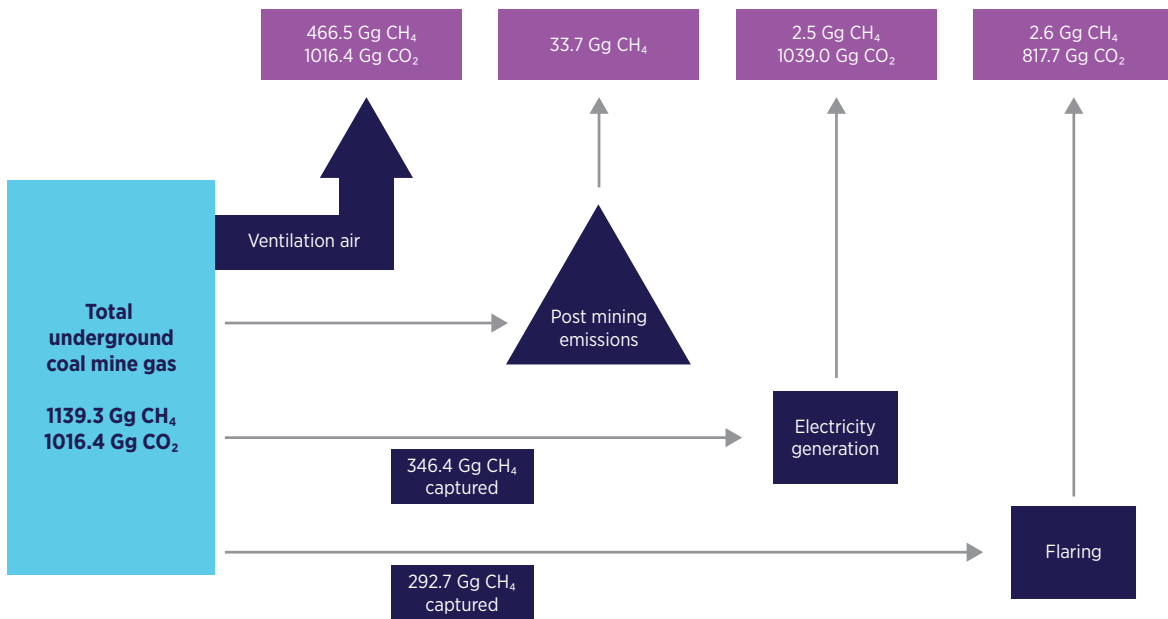 466.5 Gg CH₄
1016.4 Gg CO₂
33.7 Gg CH₄
2.5 Gg CH₄
1039.0 Gg CO₂
2.6 Gg CH₄
817.7 Gg CO₂
Ventilation air
Total
underground
coal mine gas
1139.3 Gg CH₄
1016.4 Gg CO₂
Post mining
emissions
Electricity
generation
346.4 Gg CH₄
captured
Flaring
292.7 Gg CH₄
captured